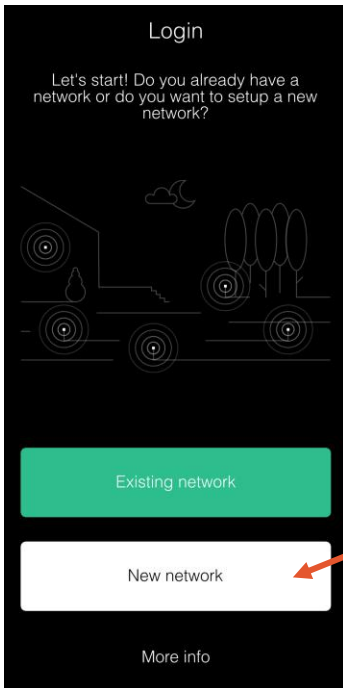 Login
Let's start! Do you already have a
network or do you want to setup a new
network?
Existing network
New network
More info